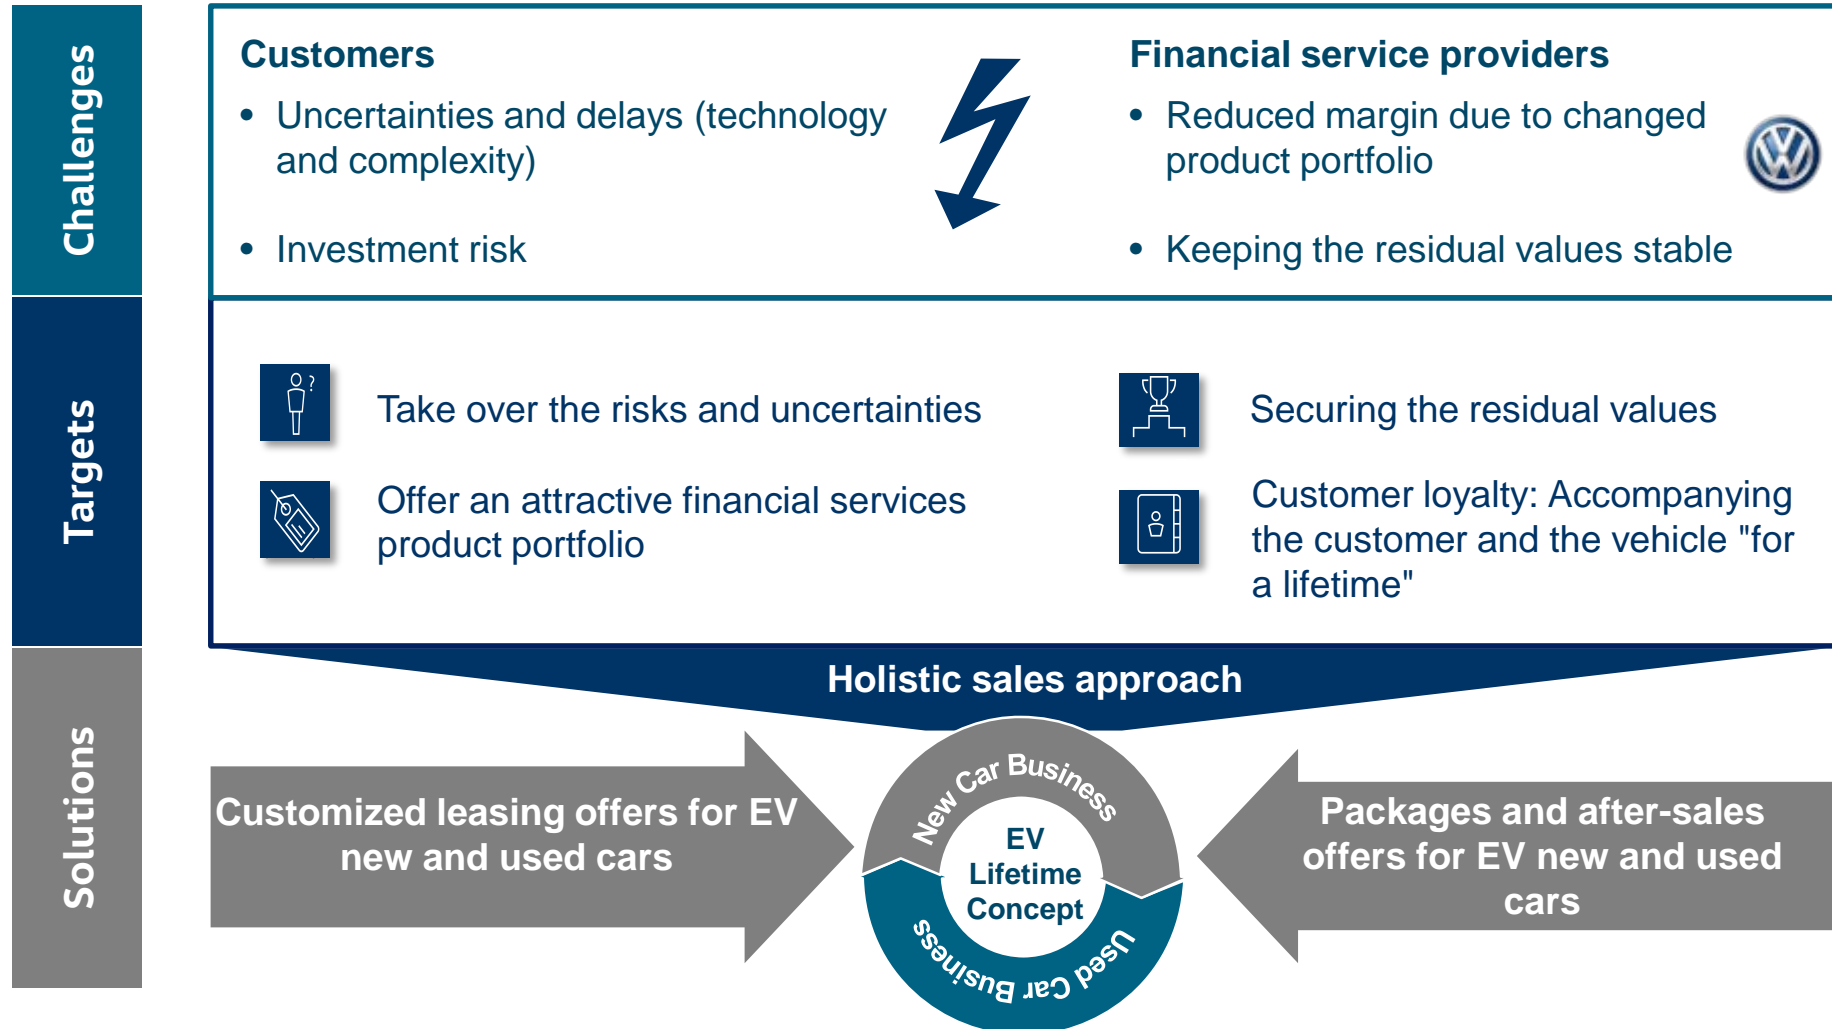 Challenges
Customers
• Uncertainties and delays (technology
and complexity)
• Investment risk
Financial service providers
• Reduced margin due to changed
product portfolio
• Keeping the residual values stable
Targets
?
Take over the risks and uncertainties
Offer an attractive financial services
product portfolio
Securing the residual values
Customer loyalty: Accompanying
the customer and the vehicle "for
a lifetime"
Solutions
Holistic sales approach
Customized leasing offers for EV
new and used cars
New Car Business
EV
Lifetime
Concept
Used Car Business
Packages and after-sales
offers for EV new and used
cars